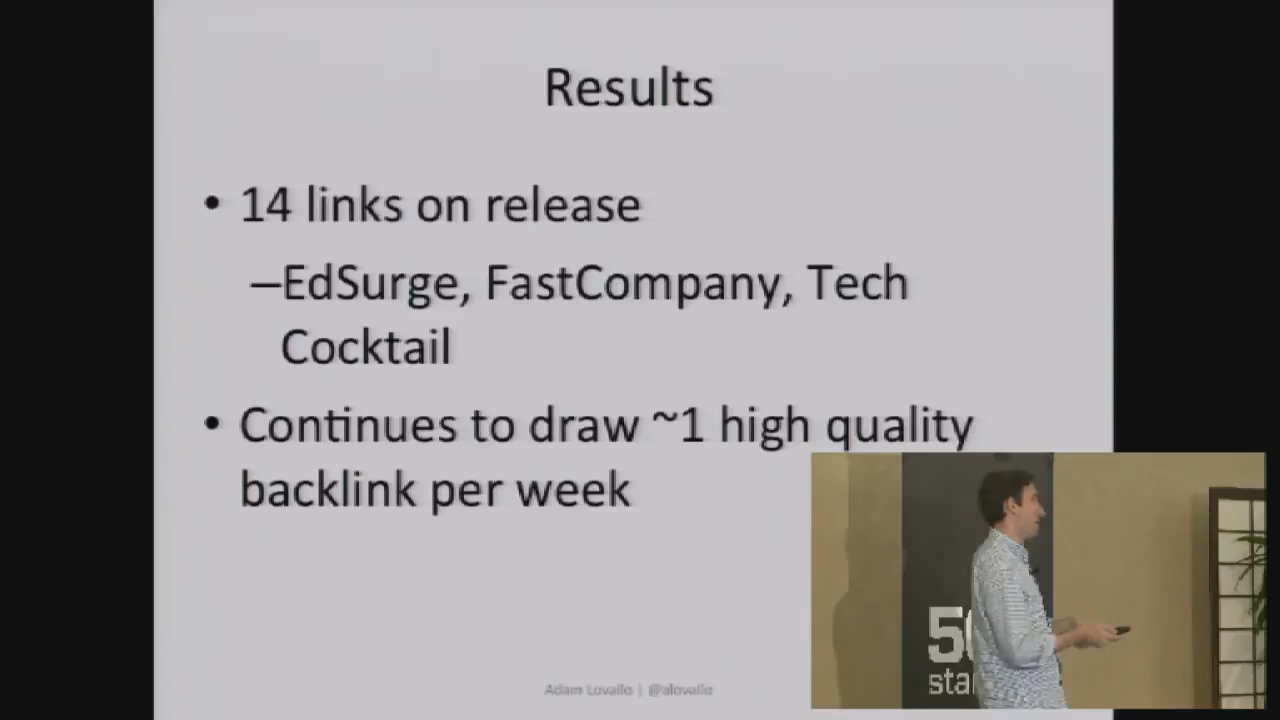 Results
• 14 links on release
–EdSurge, FastCompany, Tech
Cocktail
• Continues to draw ~1 high quality
backlink per week
Adam Lovallo | @alovallo